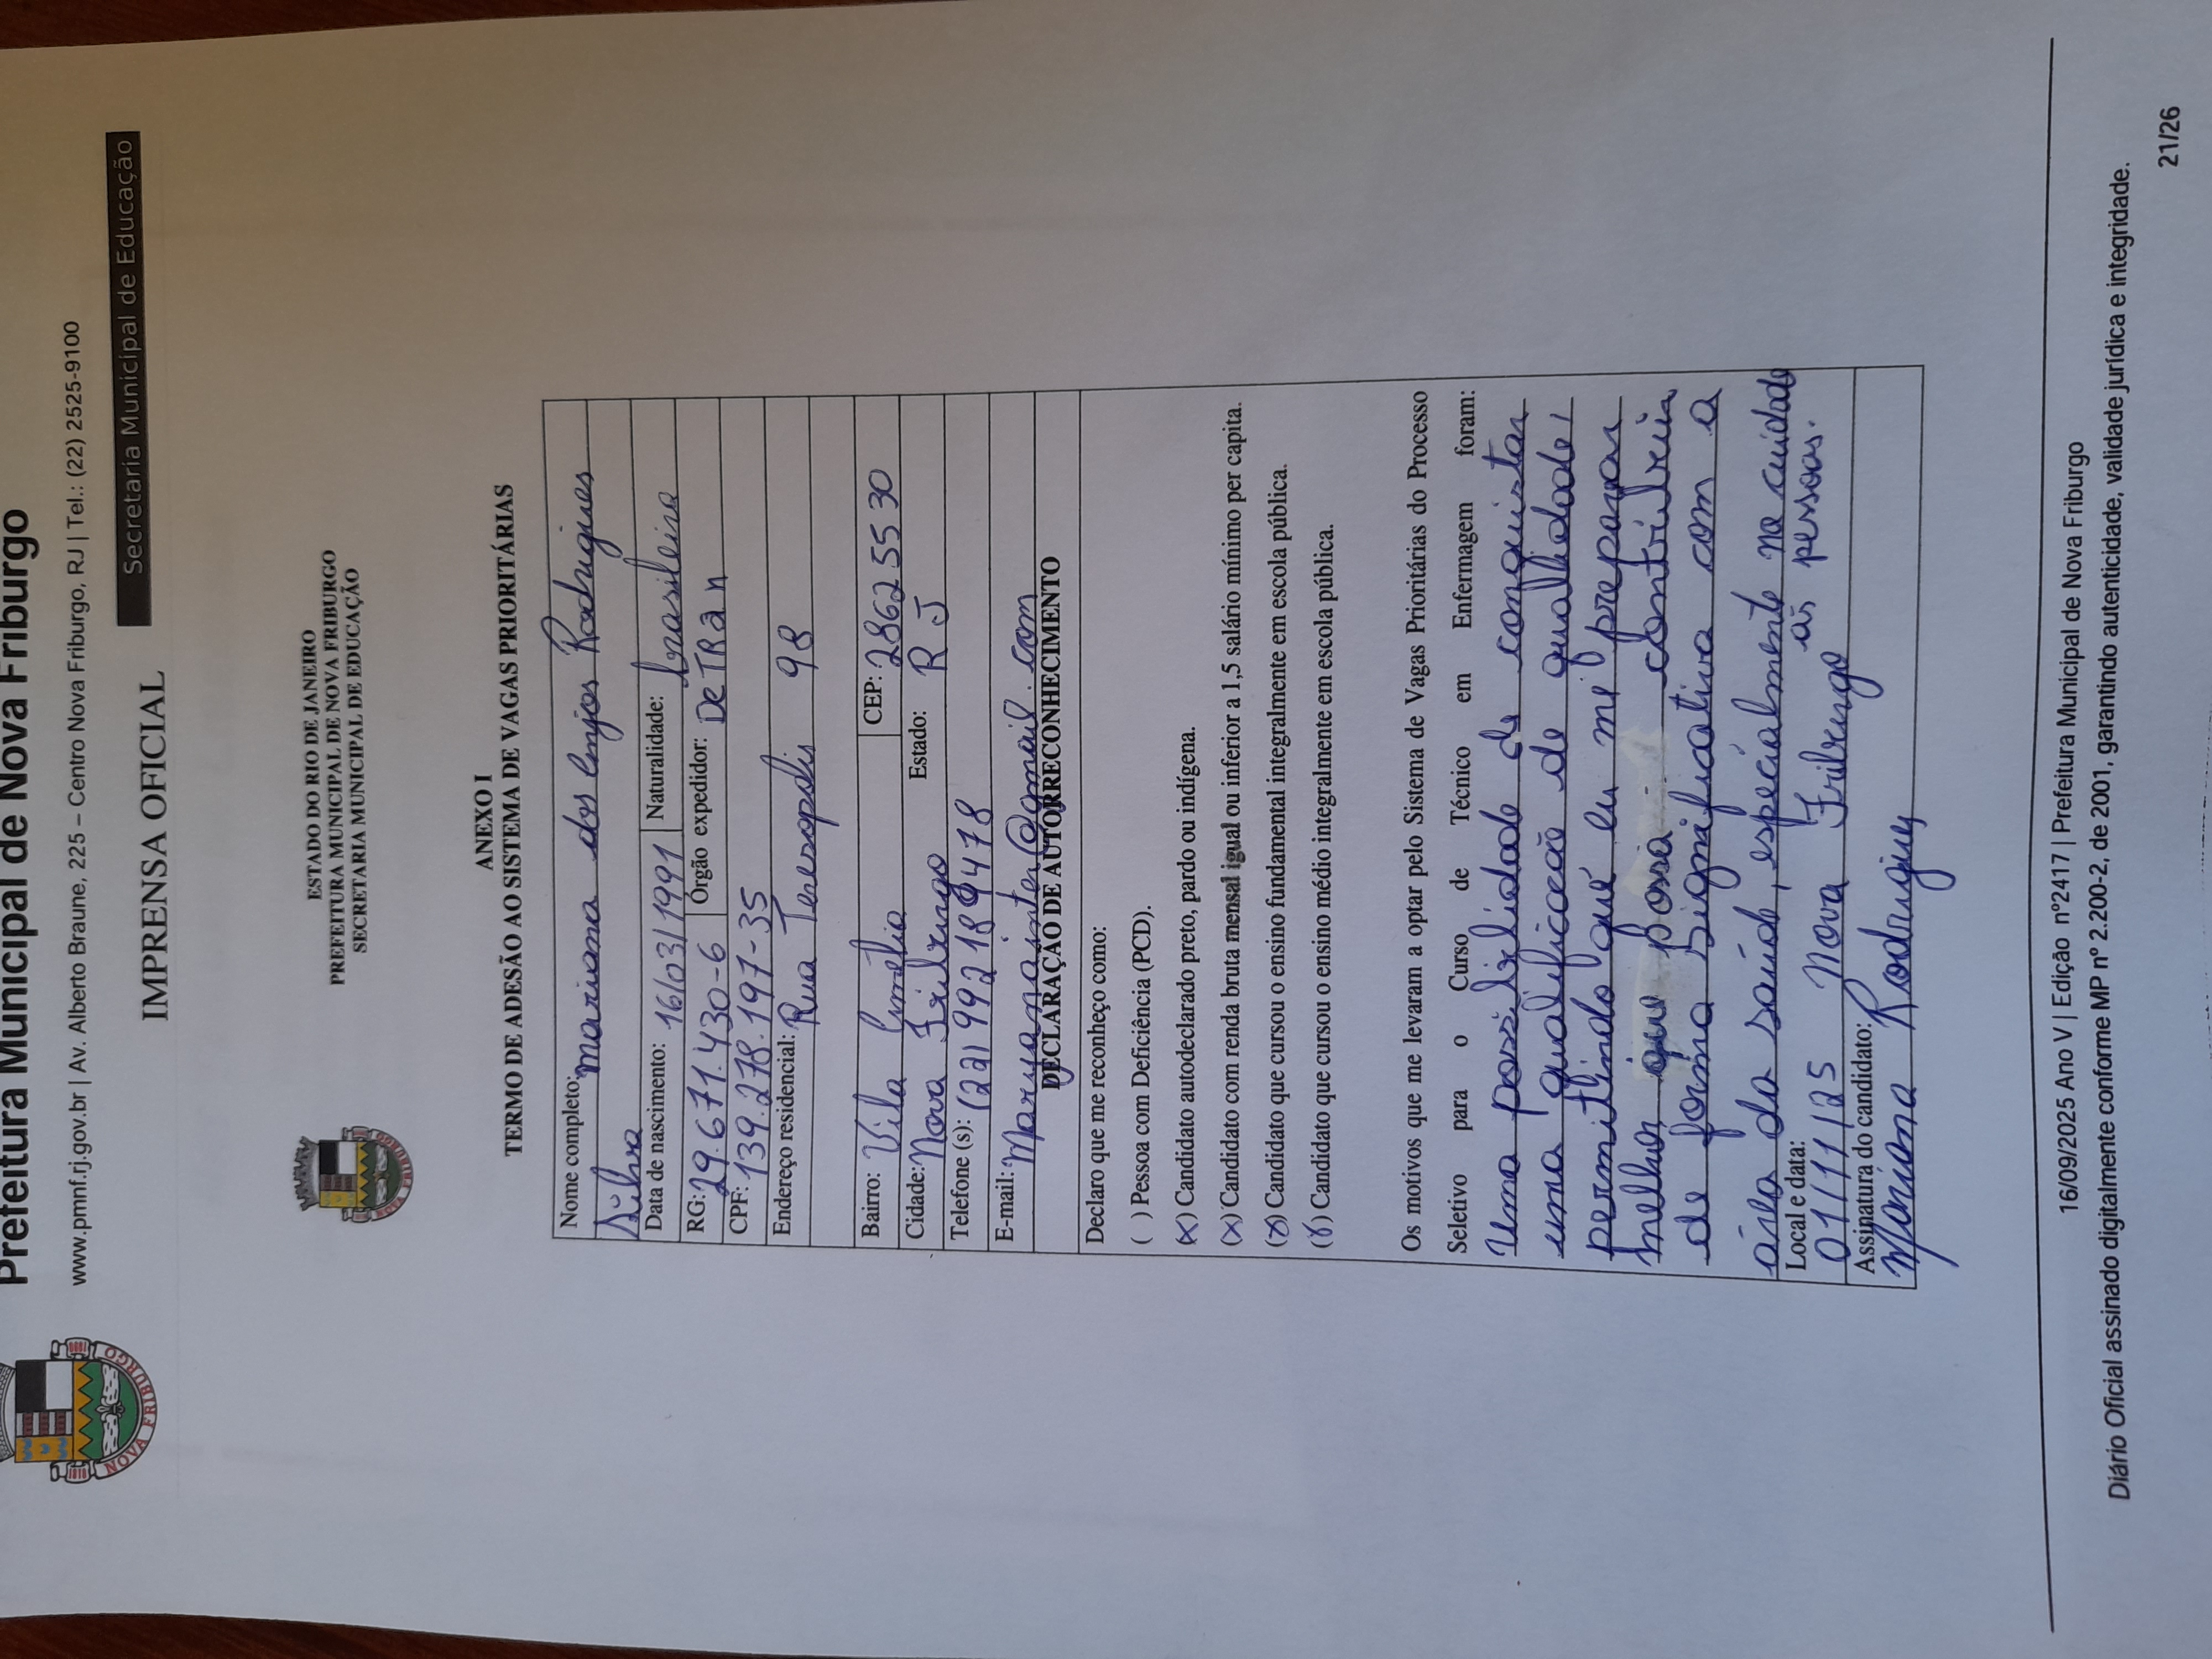 Prefeitura Municipal de Nova Friburgo
www.pmnf.rj.gov.br | Av. Alberto Braune, 225 – Centro Nova Friburgo, RJ | Tel.: (22) 2525-9100
Secretaria Municipal de Educação
IMPRENSA OFICIAL
NOVA FRIBURGO
ESTADO DO RIO DE JANEIRO
PREFEITURA MUNICIPAL DE NOVA FRIBURGO
SECRETARIA MUNICIPAL DE EDUCAÇÃO
NOVA FRIBURGO
ANEXO I
TERMO DE ADESÃO AO SISTEMA DE VAGAS PRIORITÁRIAS
Nome completo: Mariana dos Anjos Rodrigues
Silva
Data de nascimento: 16/03/1991 Naturalidade: brasileira
RG: 29.671.430-6 Órgão expedidor: DeTRan
CPF: 139.278.197-35
Endereço residencial: Rua Teresopolis 98
Bairro: Vila Amélia CEP: 28625530
Cidade: Nova Friburgo Estado: RJ
Telefone (s): (22) 992189478
E-mail: Maryanainter@gmail.com
DECLARAÇÃO DE AUTORRECONHECIMENTO
Declaro que me reconheço como:
( ) Pessoa com Deficiência (PCD).
(X) Candidato autodeclarado preto, pardo ou indígena.
(X) Candidato com renda bruta mensal igual ou inferior a 1,5 salário mínimo per capita.
(X) Candidato que cursou o ensino fundamental integralmente em escola pública.
(X) Candidato que cursou o ensino médio integralmente em escola pública.
Os motivos que me levaram a optar pelo Sistema de Vagas Prioritárias do Processo
Seletivo para o Curso de Técnico em Enfermagem foram:
Uma possibilidade de conquistar
uma qualificacão de qualidade,
permitindo que eu me preparar
melhor que possa contribuir
de forma significativa com a
área da saúde, especialmente no cuidado
as pessoas.
Local e data:
01/11/25 Nova Friburgo
Assinatura do candidato:
Mariana Rodrigues
16/09/2025 Ano V | Edição nº2417 | Prefeitura Municipal de Nova Friburgo
Diário Oficial assinado digitalmente conforme MP nº 2.200-2, de 2001, garantindo autenticidade, validade jurídica e integridade.
21/26